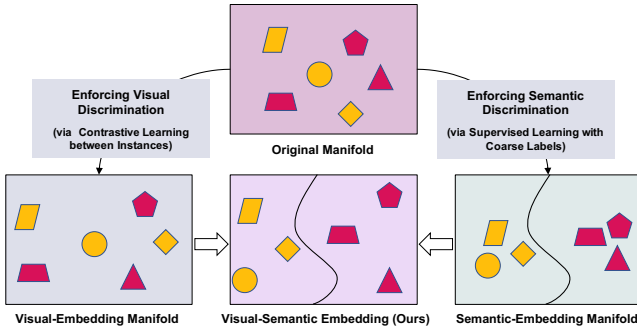 Enforcing Visual
Discrimination
(via Contrastive Learning
between Instances)
Enforcing Semantic
Discrimination
(via Supervised Learning with
Coarse Labels)
Original Manifold
Visual-Embedding Manifold
Visual-Semantic Embedding (Ours)
Semantic-Embedding Manifold